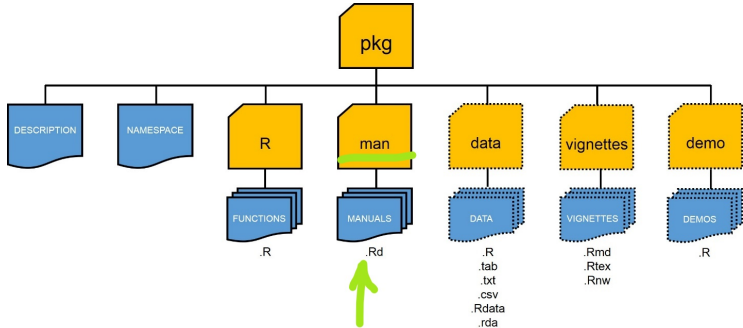 pkg
DESCRIPTION
NAMESPACE
R
man
data
vignettes
demo
FUNCTIONS
MANUALS
DATA
VIGNETTES
DEMOS
.R
.Rd
.R
.tab
.txt
.csv
.Rdata
.rda
.Rmd
.Rtex
.Rnw
.R